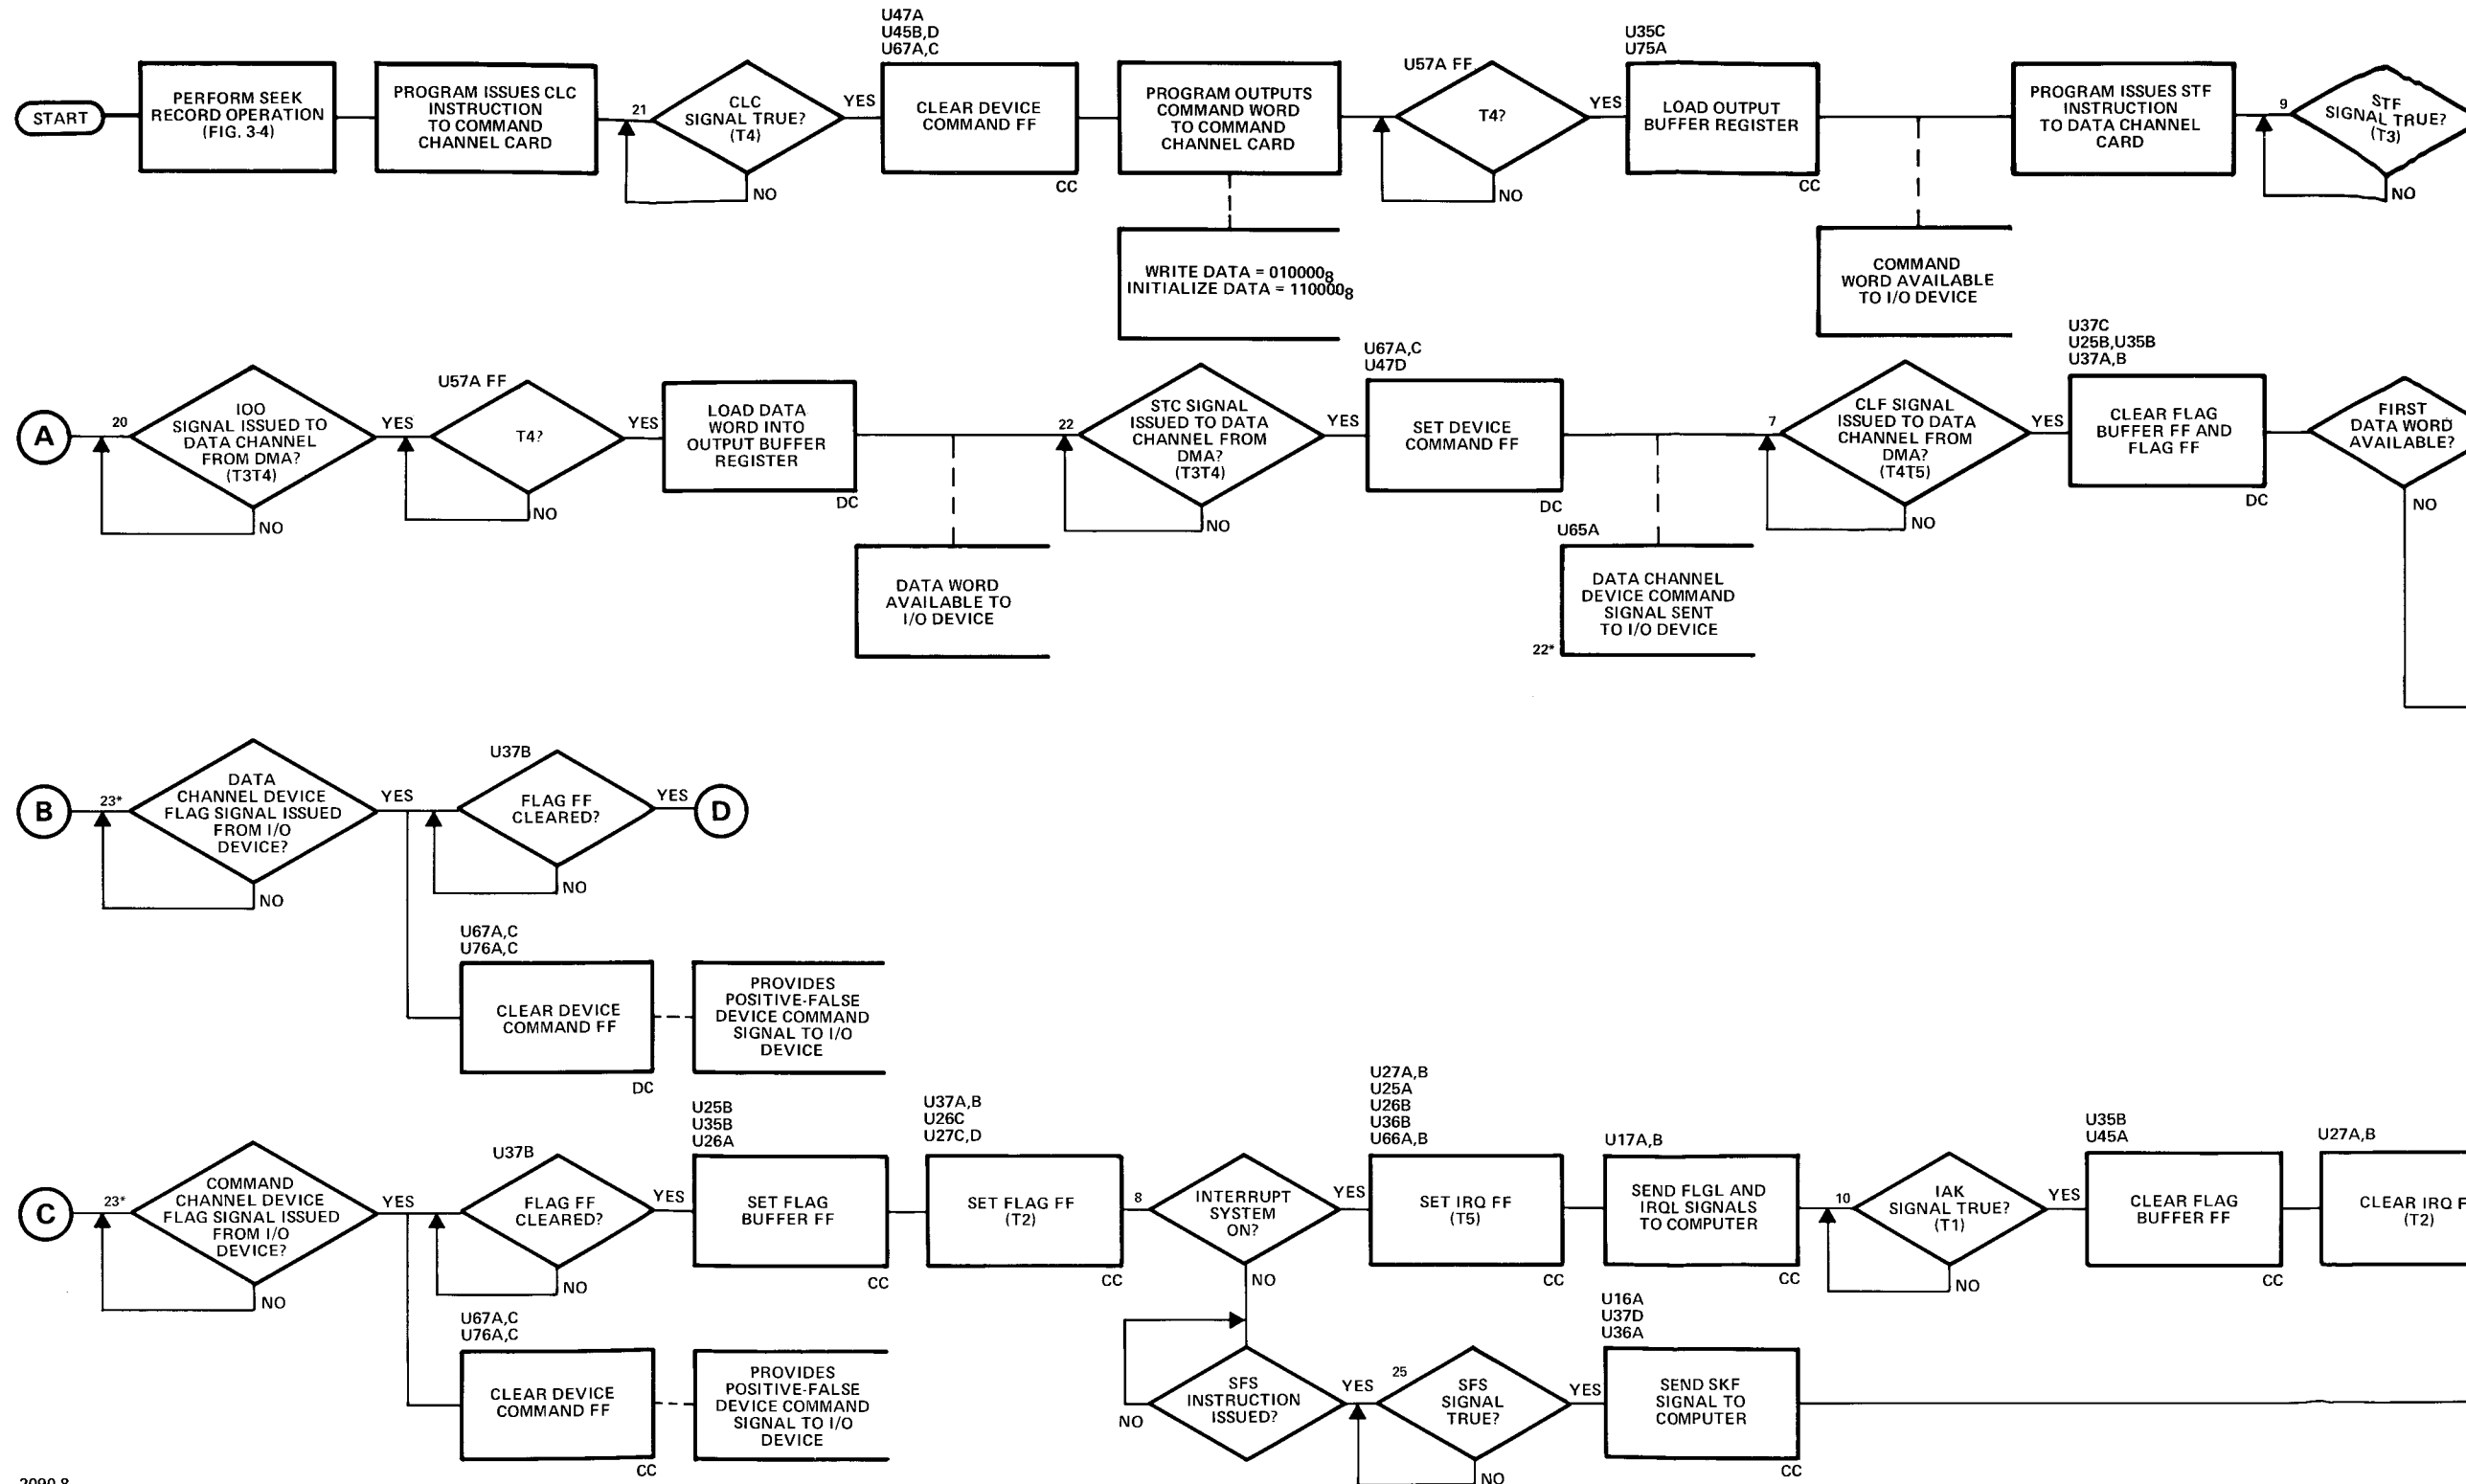 START
PERFORM SEEK
RECORD OPERATION
(FIG. 3-4)
PROGRAM ISSUES CLC
INSTRUCTION
TO COMMAND
CHANNEL CARD
21
CLC
SIGNAL TRUE?
(T4)
YES
NO
U47A
U45B,D
U67A,C
CLEAR DEVICE
COMMAND FF
CC
PROGRAM OUTPUTS
COMMAND WORD
TO COMMAND
CHANNEL CARD
WRITE DATA = 010000₈
INITIALIZE DATA = 110000₈
U57A FF
T4?
YES
NO
U35C
U75A
LOAD OUTPUT
BUFFER REGISTER
CC
COMMAND
WORD AVAILABLE
TO I/O DEVICE
PROGRAM ISSUES STF
INSTRUCTION
TO DATA CHANNEL
CARD
9
STF
SIGNAL TRUE?
(T3)
NO
A
20
IOO
SIGNAL ISSUED TO
DATA CHANNEL
FROM DMA?
(T3T4)
YES
NO
U57A FF
T4?
YES
NO
LOAD DATA
WORD INTO
OUTPUT BUFFER
REGISTER
DC
DATA WORD
AVAILABLE TO
I/O DEVICE
22
STC SIGNAL
ISSUED TO DATA
CHANNEL FROM
DMA?
(T3T4)
YES
NO
U67A,C
U47D
SET DEVICE
COMMAND FF
DC
U65A
DATA CHANNEL
DEVICE COMMAND
SIGNAL SENT
TO I/O DEVICE
22*
7
CLF SIGNAL
ISSUED TO DATA
CHANNEL FROM
DMA?
(T4T5)
YES
NO
U37C
U25B,U35B
U37A,B
CLEAR FLAG
BUFFER FF AND
FLAG FF
DC
FIRST
DATA WORD
AVAILABLE?
NO
B
23*
DATA
CHANNEL DEVICE
FLAG SIGNAL ISSUED
FROM I/O
DEVICE?
YES
NO
U37B
FLAG FF
CLEARED?
YES
NO
D
U67A,C
U76A,C
CLEAR DEVICE
COMMAND FF
DC
PROVIDES
POSITIVE-FALSE
DEVICE COMMAND
SIGNAL TO I/O
DEVICE
C
23*
COMMAND
CHANNEL DEVICE
FLAG SIGNAL ISSUED
FROM I/O
DEVICE?
YES
NO
U37B
FLAG FF
CLEARED?
YES
NO
U67A,C
U76A,C
CLEAR DEVICE
COMMAND FF
CC
PROVIDES
POSITIVE-FALSE
DEVICE COMMAND
SIGNAL TO I/O
DEVICE
U25B
U35B
U26A
SET FLAG
BUFFER FF
CC
U37A,B
U26C
U27C,D
SET FLAG FF
(T2)
CC
8
INTERRUPT
SYSTEM
ON?
YES
NO
U27A,B
U25A
U26B
U36B
U66A,B
SET IRQ FF
(T5)
CC
U17A,B
SEND FLGL AND
IRQL SIGNALS
TO COMPUTER
CC
10
IAK
SIGNAL TRUE?
(T1)
YES
NO
U35B
U45A
CLEAR FLAG
BUFFER FF
CC
U27A,B
CLEAR IRQ F
(T2)
SFS
INSTRUCTION
ISSUED?
NO
YES
25
SFS
SIGNAL
TRUE?
YES
NO
U16A
U37D
U36A
SEND SKF
SIGNAL TO
COMPUTER
CC